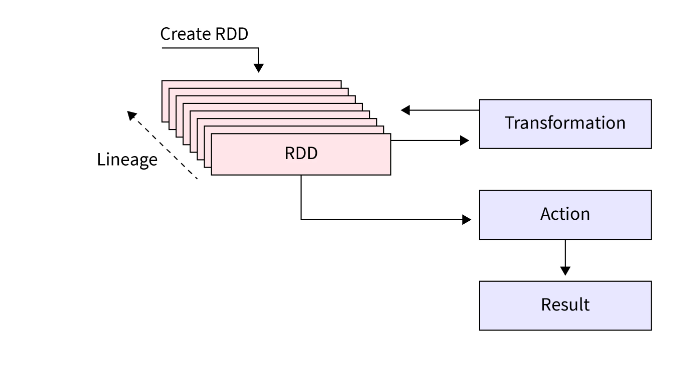 Create RDD
Transformation
RDD
Lineage
Action
Result